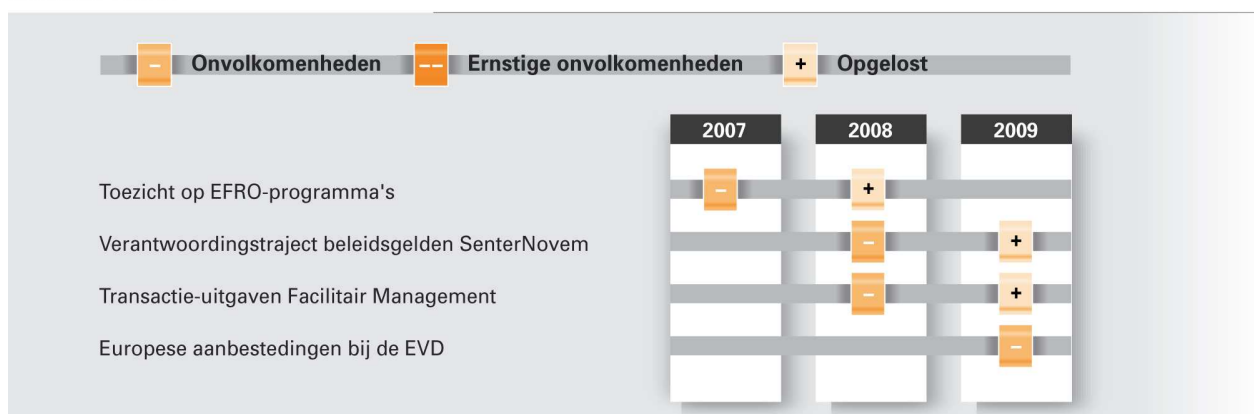 – Onvolkomenheden –– Ernstige onvolkomenheden + Opgelost
2007 2008 2009
Toezicht op EFRO-programma's – +
Verantwoordingstraject beleidsgelden SenterNovem – +
Transactie-uitgaven Facilitair Management – +
Europese aanbestedingen bij de EVD –